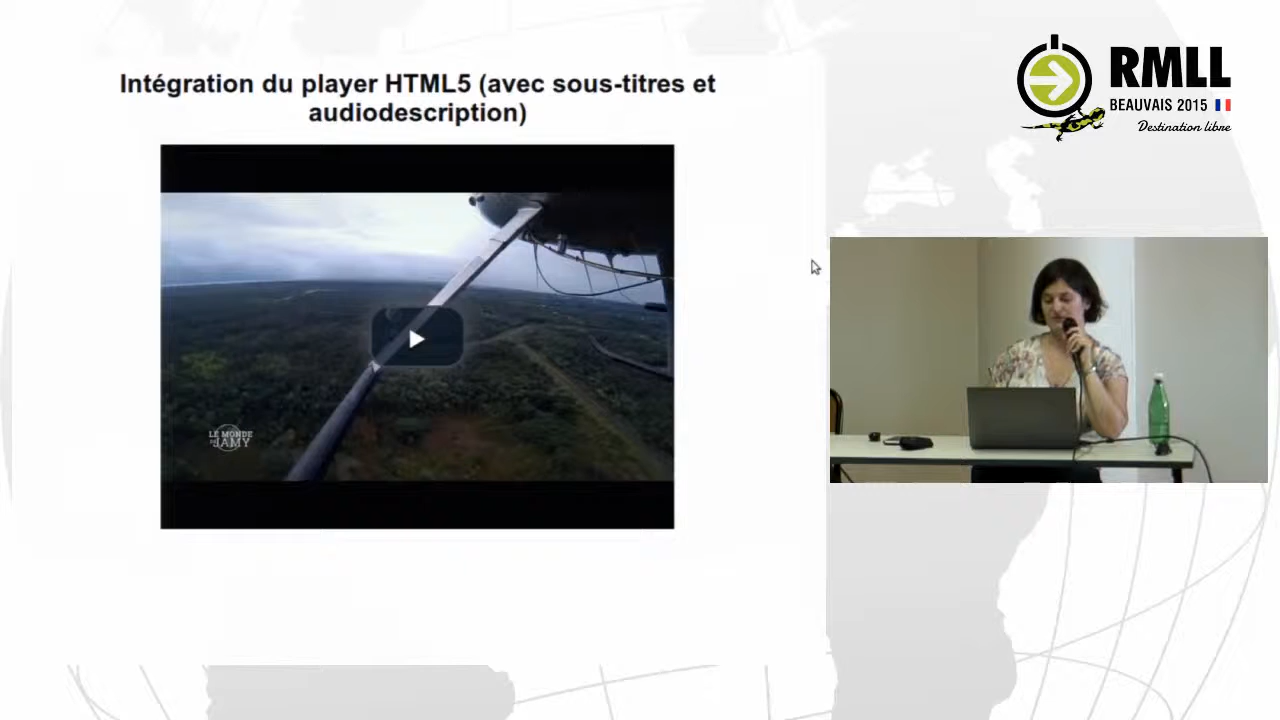 Intégration du player HTML5 (avec sous-titres et
audiodescription)
RMLL
BEAUVAIS 2015
Destination libre
LE MONDE
DE JAMY